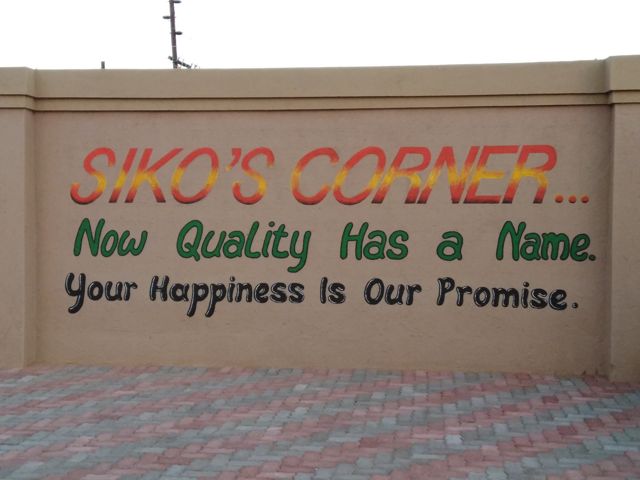 SIKO'S CORNER...
Now Quality Has a Name.
Your Happiness Is Our Promise.